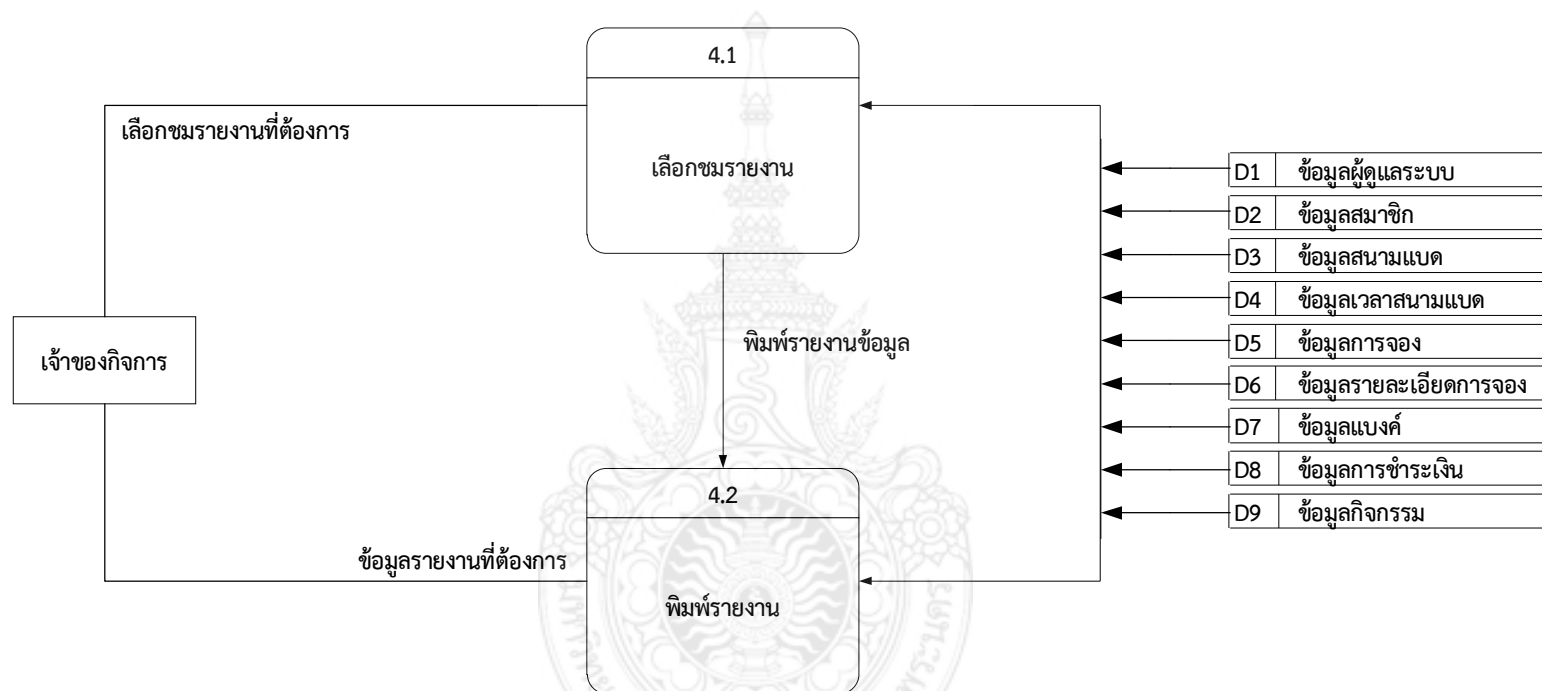 4.1
เลือกชมรายงาน
เลือกชมรายงานที่ต้องการ
D1 ข้อมูลผู้ดูแลระบบ
D2 ข้อมูลสมาชิก
D3 ข้อมูลสนามแบด
D4 ข้อมูลเวลาสนามแบด
D5 ข้อมูลการจอง
D6 ข้อมูลรายละเอียดการจอง
D7 ข้อมูลแบงค์
D8 ข้อมูลการชำระเงิน
D9 ข้อมูลกิจกรรม
เจ้าของกิจการ
พิมพ์รายงานข้อมูล
4.2
พิมพ์รายงาน
ข้อมูลรายงานที่ต้องการ